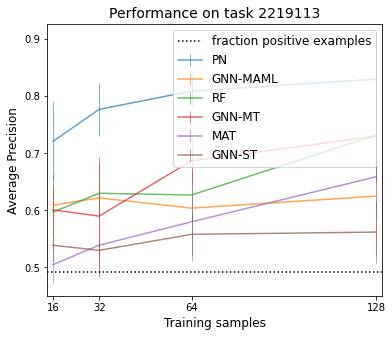 Performance on task 2219113
fraction positive examples
PN
GNN-MAML
RF
GNN-MT
MAT
GNN-ST
Average Precision
0.9
0.8
0.7
0.6
0.5
16 32 64 128
Training samples